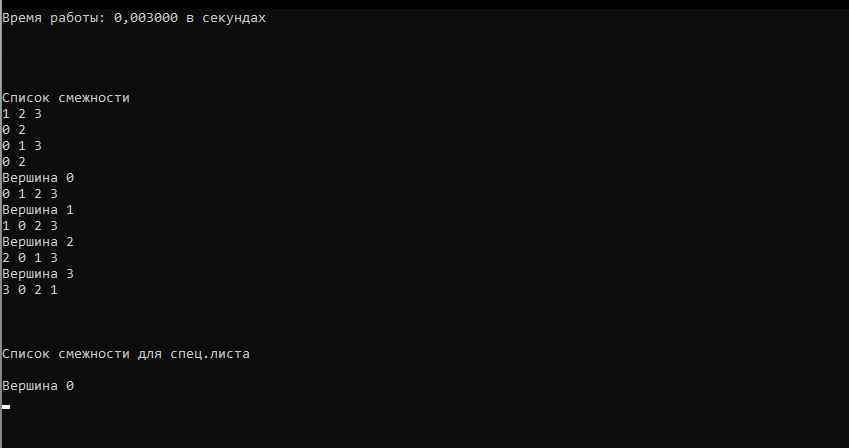 Время работы: 0,003000 в секундах
Список смежности
1 2 3
0 2
0 1 3
0 2
Вершина 0
0 1 2 3
Вершина 1
1 0 2 3
Вершина 2
2 0 1 3
Вершина 3
3 0 2 1
Список смежности для спец.листа
Вершина 0